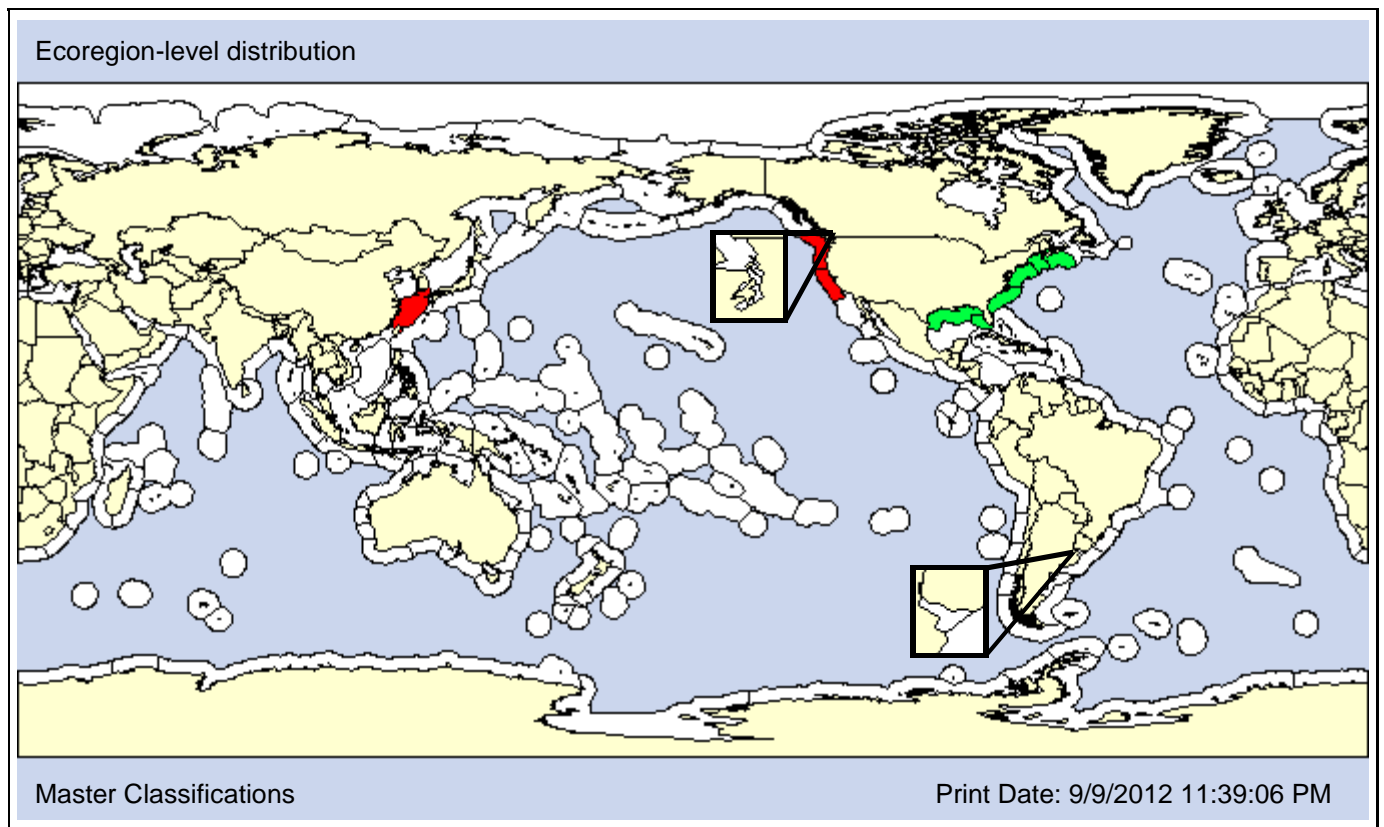 Ecoregion-level distribution
Master Classifications
Print Date: 9/9/2012 11:39:06 PM